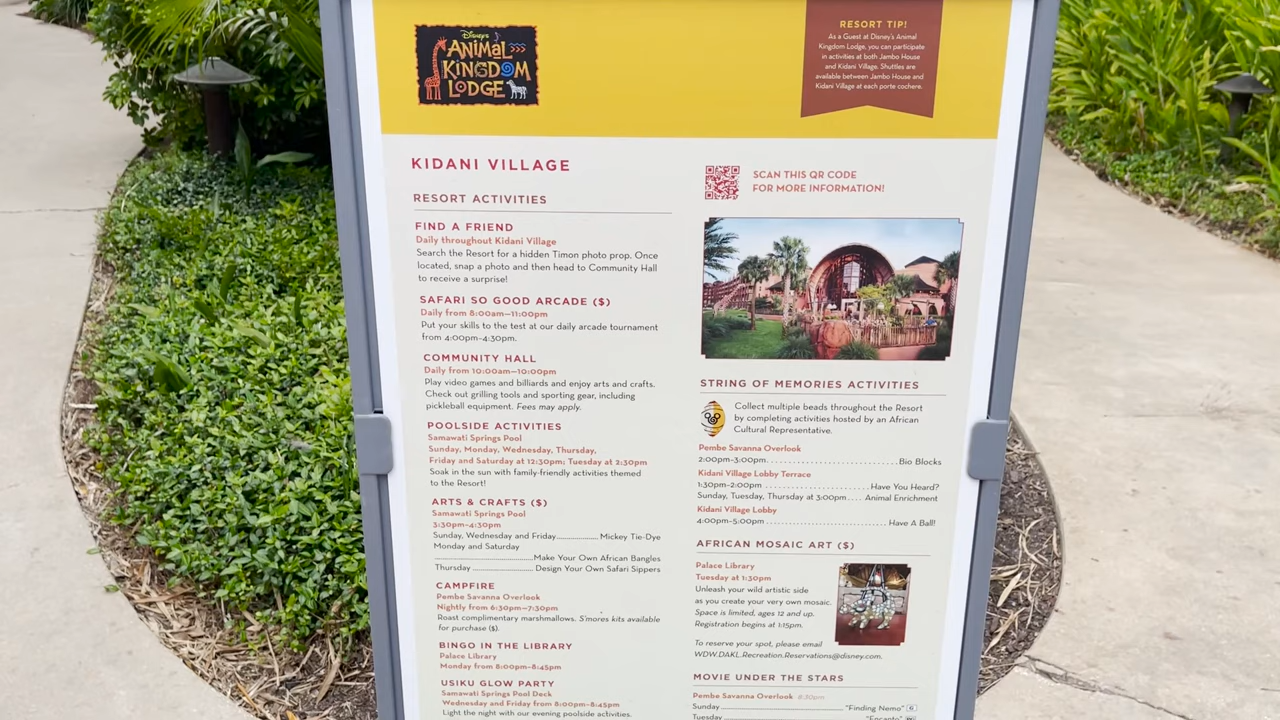 Disney's
ANIMAL
KINGDOM
LODGE
RESORT TIP!
As a Guest at Disney's Animal
Kingdom Lodge, you can participate
in activities at both Jambo House
and Kidani Village. Shuttles are
available between Jambo House and
Kidani Village at each porte cochere.
KIDANI VILLAGE
RESORT ACTIVITIES
FIND A FRIEND
Daily throughout Kidani Village
Search the Resort for a hidden Timon photo prop. Once
located, snap a photo and then head to Community Hall
to receive a surprise!
SAFARI SO GOOD ARCADE ($)
Daily from 8:00am–11:00pm
Put your skills to the test at our daily arcade tournament
from 4:00pm–4:30pm.
COMMUNITY HALL
Daily from 10:00am–10:00pm
Play video games and billiards and enjoy arts and crafts.
Check out grilling tools and sporting gear, including
pickleball equipment. Fees may apply.
POOLSIDE ACTIVITIES
Samawati Springs Pool
Sunday, Monday, Wednesday, Thursday,
Friday and Saturday at 12:30pm; Tuesday at 2:30pm
Soak in the sun with family-friendly activities themed
to the Resort!
ARTS & CRAFTS ($)
Samawati Springs Pool
3:30pm–4:30pm
Sunday, Wednesday and Friday.................... Mickey Tie-Dye
Monday and Saturday
.................................Make Your Own African Bangles
Thursday .................... Design Your Own Safari Sippers
CAMPFIRE
Pembe Savanna Overlook
Nightly from 6:30pm–7:30pm
Roast complimentary marshmallows. S'mores kits available
for purchase ($).
BINGO IN THE LIBRARY
Palace Library
Monday from 8:00pm–8:45pm
USIKU GLOW PARTY
Samawati Springs Pool Deck
Wednesday and Friday from 8:00pm–8:45pm
Light the night with our evening poolside activities.
SCAN THIS QR CODE
FOR MORE INFORMATION!
STRING OF MEMORIES ACTIVITIES
Collect multiple beads throughout the Resort
by completing activities hosted by an African
Cultural Representative.
Pembe Savanna Overlook
2:00pm–3:00pm..............................Bio Blocks
Kidani Village Lobby Terrace
1:30pm–2:00pm ........................ Have You Heard?
Sunday, Tuesday, Thursday at 3:00pm.... Animal Enrichment
Kidani Village Lobby
4:00pm–5:00pm............................ Have A Ball!
AFRICAN MOSAIC ART ($)
Palace Library
Tuesday at 1:30pm
Unleash your wild artistic side
as you create your very own mosaic.
Space is limited, ages 12 and up.
Registration begins at 1:15pm.
To reserve your spot, please email
WDW.DAKL.Recreation.Reservations@disney.com.
MOVIE UNDER THE STARS
Pembe Savanna Overlook 8:30pm
Sunday .............................. "Finding Nemo" G
Tuesday .............................. "Encanto"